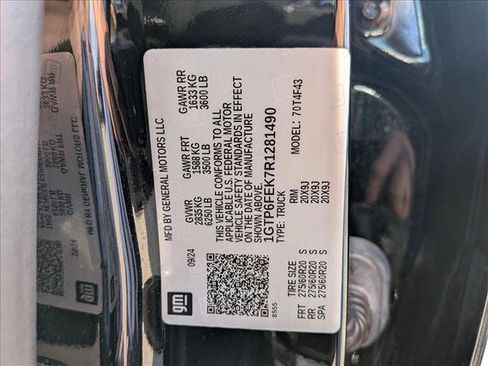 gm
MFD BY GENERAL MOTORS LLC
09/24
GVWR GAWR FRT GAWR RR
2835 KG 1588 KG 1633 KG
6250 LB 3500 LB 3600 LB
THIS VEHICLE CONFORMS TO ALL
APPLICABLE U.S. FEDERAL MOTOR
VEHICLE SAFETY STANDARDS IN EFFECT
ON THE DATE OF MANUFACTURE
SHOWN ABOVE.
1GTP6FEK7R1281490
TYPE: TRUCK MODEL: 70T4F43
TIRE SIZE RIM
FRT 275/60R20 S 20X9J
RR 275/60R20 S 20X9J
SPA 275/60R20 S 20X9J
8555